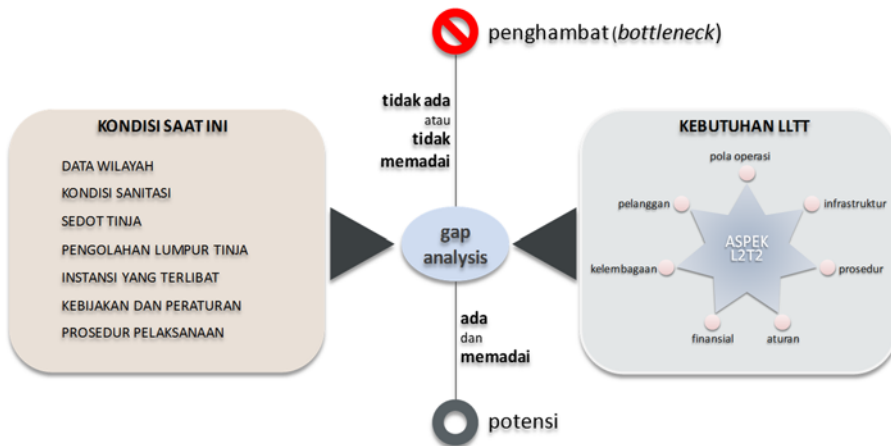 penghambat (bottleneck)
tidak ada
atau
tidak
memadai
KONDISI SAAT INI
DATA WILAYAH
KONDISI SANITASI
SEDOT TINJA
PENGOLAHAN LUMPUR TINJA
INSTANSI YANG TERLIBAT
KEBIJAKAN DAN PERATURAN
PROSEDUR PELAKSANAAN
gap
analysis
KEBUTUHAN LLTT
pola operasi
pelanggan
infrastruktur
ASPEK
L2T2
kelembagaan
prosedur
finansial
aturan
ada
dan
memadai
potensi